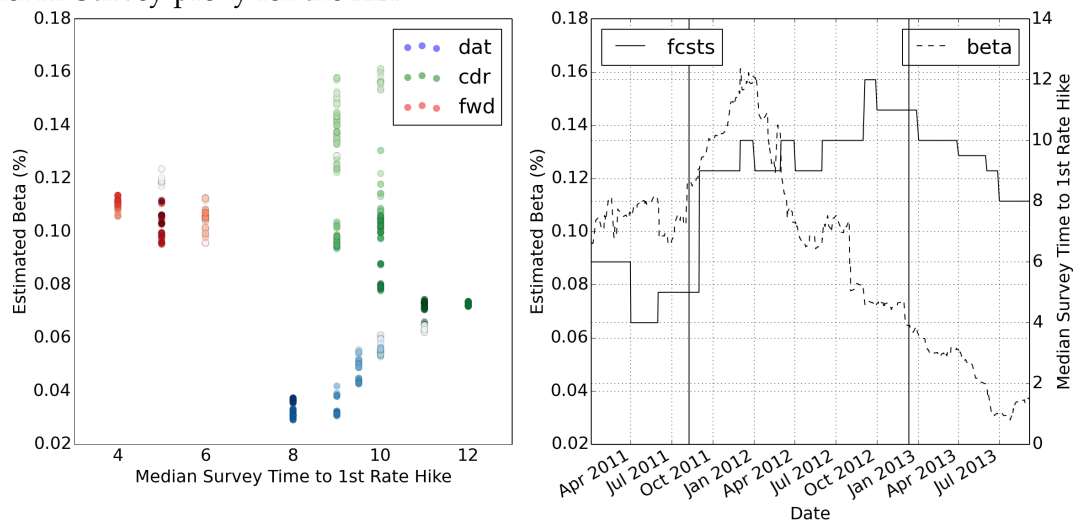 0.18
0.16
0.14
0.12
0.10
0.08
0.06
0.04
0.02
Estimated Beta (%)
4 6 8 10 12
Median Survey Time to 1st Rate Hike
dat
cdr
fwd
0.18
0.16
0.14
0.12
0.10
0.08
0.06
0.04
0.02
Estimated Beta (%)
fcsts
beta
14
12
10
8
6
4
2
0
Median Survey Time to 1st Rate Hike
Apr 2011 Jul 2011 Oct 2011 Jan 2012 Apr 2012 Jul 2012 Oct 2012 Jan 2013 Apr 2013 Jul 2013
Date